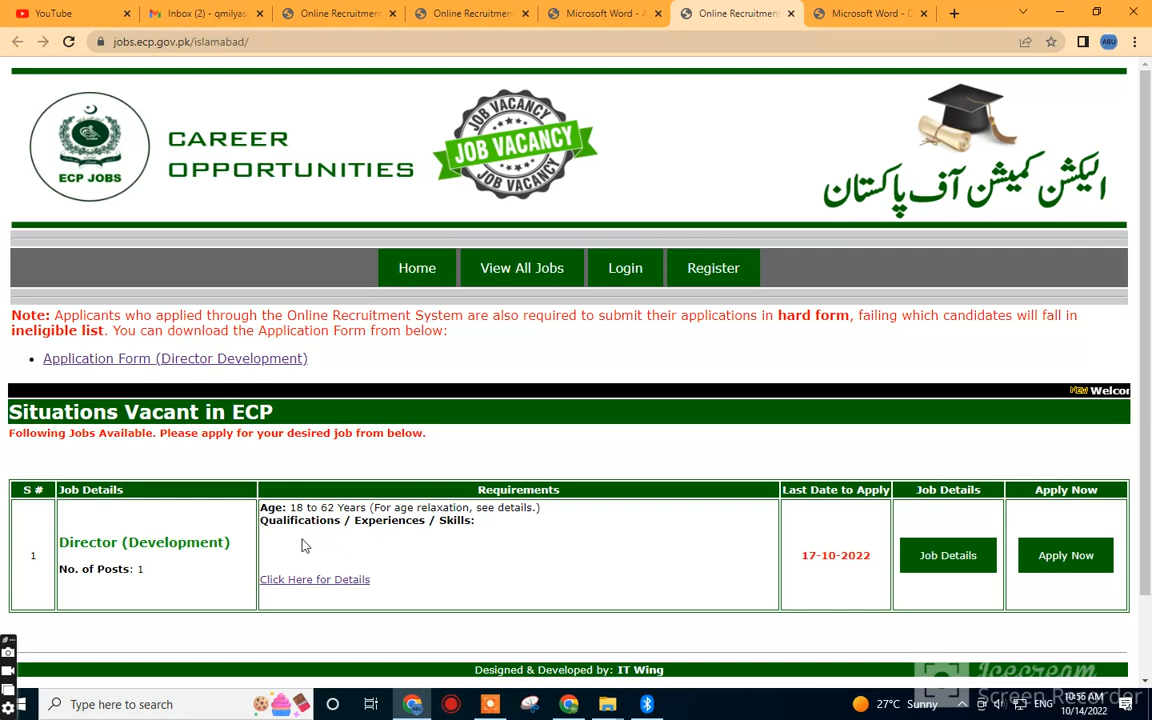 YouTube
Inbox (2) - qmilyas
Online Recruitment
Online Recruitment
Microsoft Word - A
Online Recruitment
Microsoft Word - D
jobs.ecp.gov.pk/islamabad/
ABU
ECP JOBS
CAREER
OPPORTUNITIES
JOB VACANCY
JOB VACANCY
JOB VACANCY
الیکشن کمیشن آف پاکستان
Home
View All Jobs
Login
Register
Note: Applicants who applied through the Online Recruitment System are also required to submit their applications in hard form, failing which candidates will fall in
ineligible list. You can download the Application Form from below:
• Application Form (Director Development)
NEW Welcor
Situations Vacant in ECP
Following Jobs Available. Please apply for your desired job from below.
S # Job Details Requirements Last Date to Apply Job Details Apply Now
Age: 18 to 62 Years (For age relaxation, see details.)
Qualifications / Experiences / Skills:
Director (Development)
1 17-10-2022 Job Details Apply Now
No. of Posts: 1
Click Here for Details
Designed & Developed by: IT Wing
Icecream
Screen Recorder
Type here to search
27°C Sunny
ENG
10:56 AM
10/14/2022